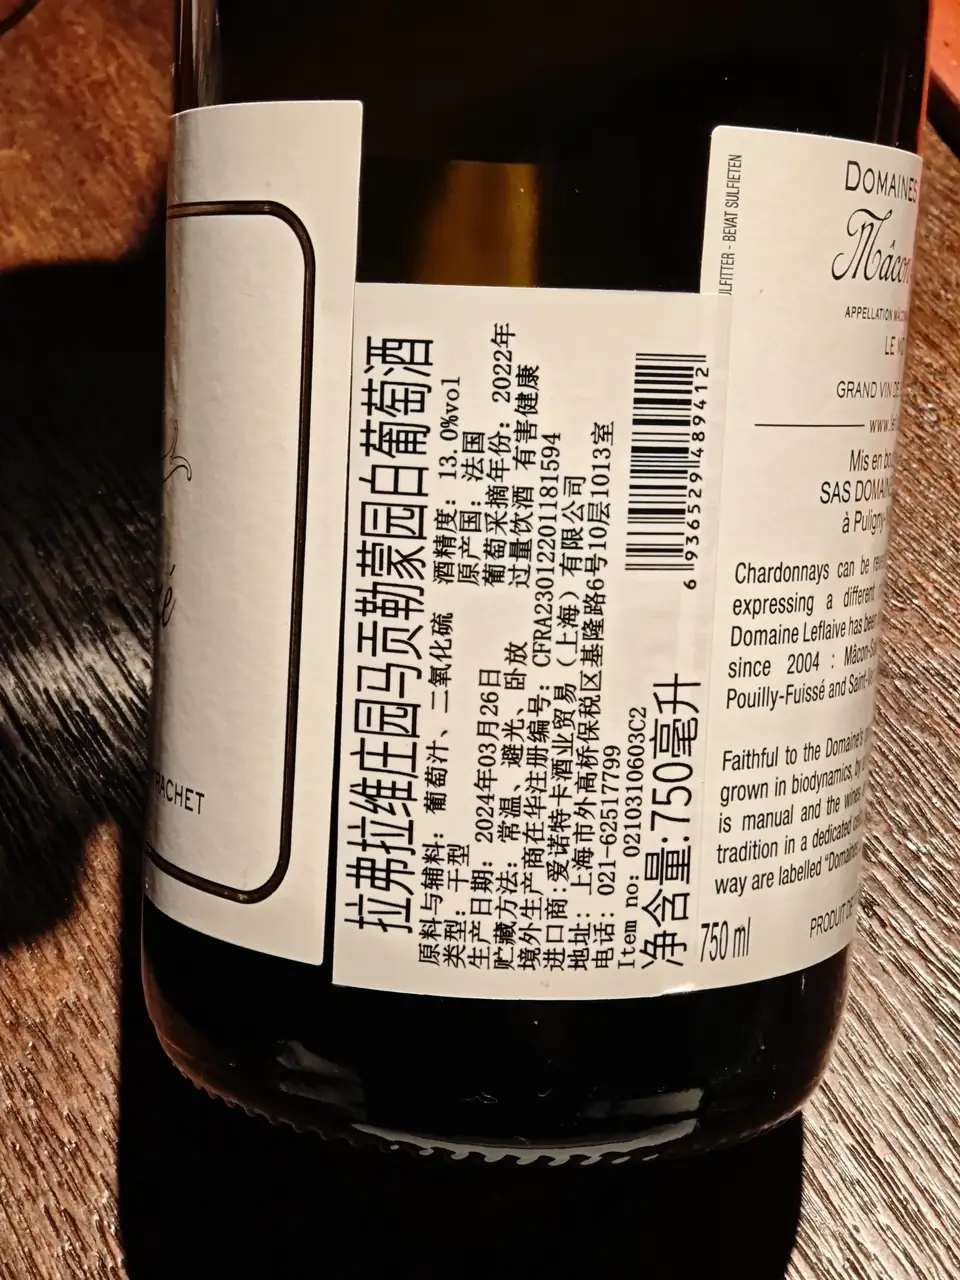 RACHET
拉弗拉维庄园马贡勒蒙园白葡萄酒
原料与辅料：葡萄汁、二氧化硫 酒精度：13.0%vol
类型：干型 原产国：法国
生产日期：2024年03月26日 葡萄采摘年份：2022年
贮藏方法：常温、避光、卧放 过量饮酒 有害健康
境外生产商在华注册编号：CFRA23012201181594
进口商：爱诺特卡酒业贸易（上海）有限公司
地址：上海市外高桥保税区基隆路6号10层1013室
电话：021-62517799
Item no: 0210310603C2
净含量:750毫升
6 936529 489412
750 ml
LFITTER - BEVAT SULFIETEN
DOMAINES
Mâcon
APPELLATION MÂCON
LE
GRAND VIN DE
www.le
Mis en bou
SAS DOMAIN
à Puligny
Chardonnays can be
expressing a different
Domaine Leflaive has been
since 2004 : Mâcon
Pouilly-Fuissé and Saint
Faithful to the Domaine's
grown in biodynamics, by
is manual and the wines
tradition in a dedicated
way are labelled "Domaines
PRODUIT DE